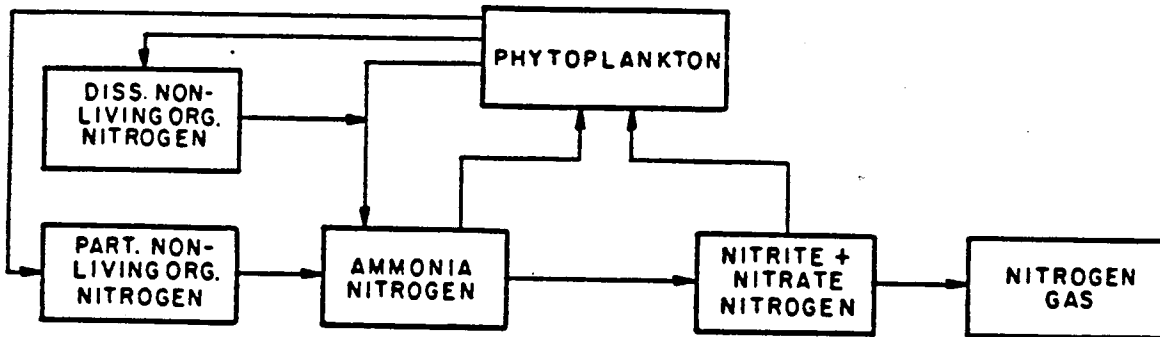 PHYTOPLANKTON
DISS. NON-
LIVING ORG.
NITROGEN
PART. NON-
LIVING ORG.
NITROGEN
AMMONIA
NITROGEN
NITRITE +
NITRATE
NITROGEN
NITROGEN
GAS